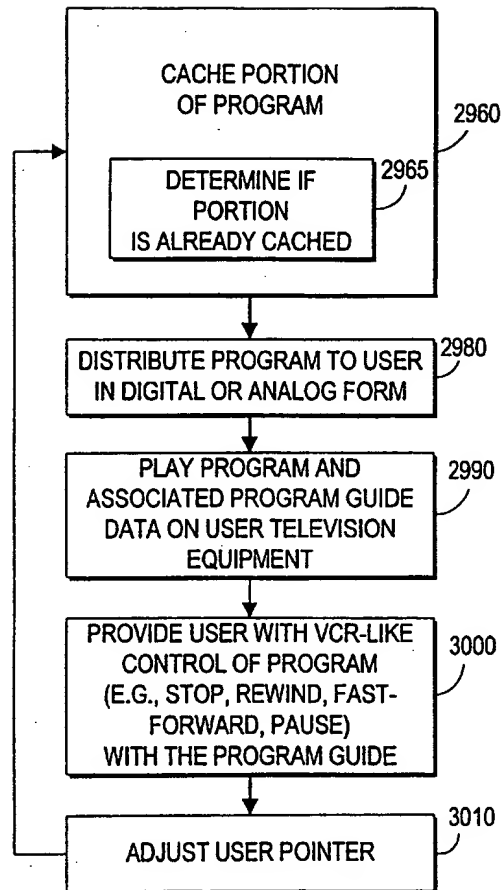 CACHE PORTION
OF PROGRAM
2960
2965
DETERMINE IF
PORTION
IS ALREADY CACHED
2980
DISTRIBUTE PROGRAM TO USER
IN DIGITAL OR ANALOG FORM
2990
PLAY PROGRAM AND
ASSOCIATED PROGRAM GUIDE
DATA ON USER TELEVISION
EQUIPMENT
PROVIDE USER WITH VCR-LIKE
CONTROL OF PROGRAM
3000
(E.G., STOP, REWIND, FAST-
FORWARD, PAUSE)
WITH THE PROGRAM GUIDE
3010
ADJUST USER POINTER